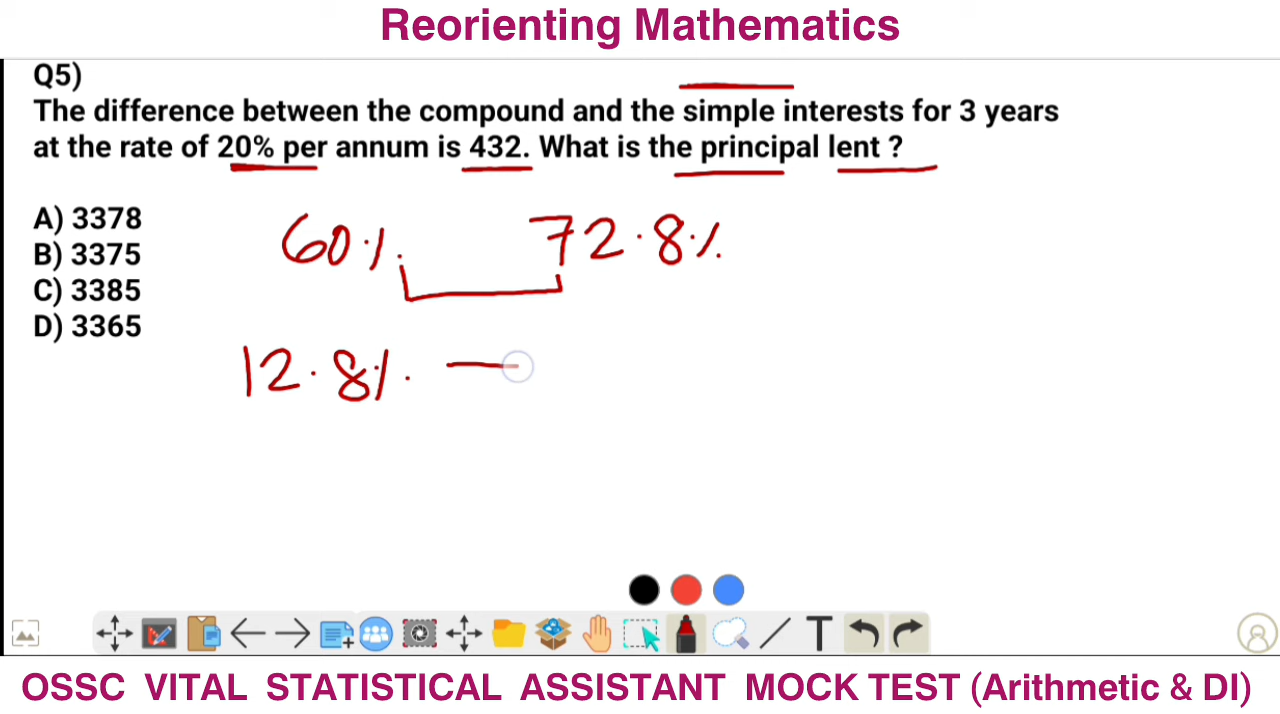 Reorienting Mathematics
Q5)
The difference between the compound and the simple interests for 3 years
at the rate of 20% per annum is 432. What is the principal lent ?
A) 3378
B) 3375
C) 3385
D) 3365
60% 72.8%
12.8% —
OSSC VITAL STATISTICAL ASSISTANT MOCK TEST (Arithmetic & DI)